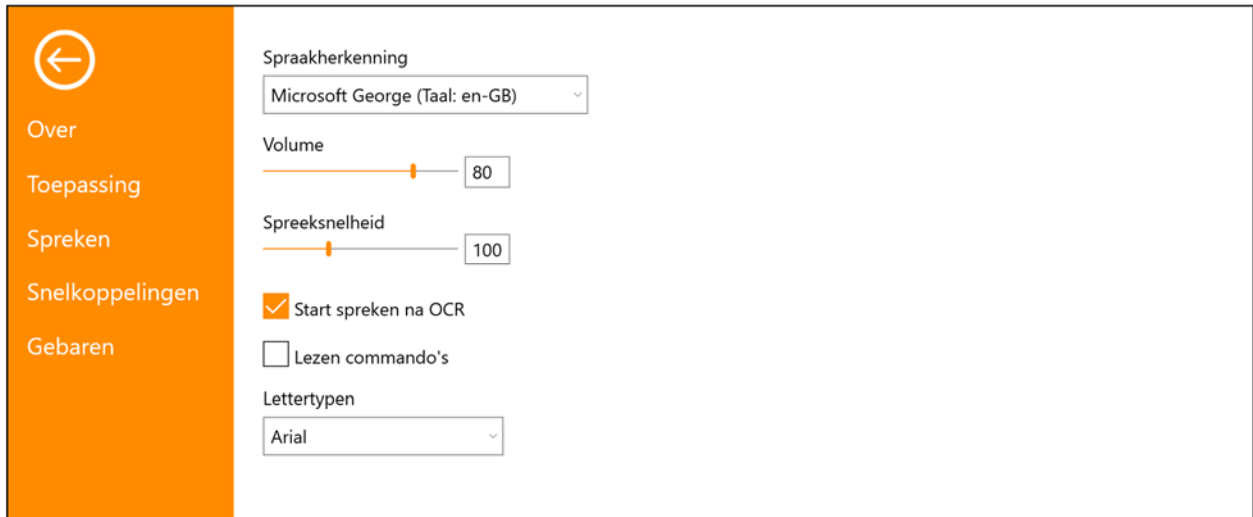 Over
Toepassing
Spreken
Snelkoppelingen
Gebaren
Spraakherkenning
Microsoft George (Taal: en-GB)
Volume
80
Spreeksnelheid
100
Start spreken na OCR
Lezen commando's
Lettertypen
Arial